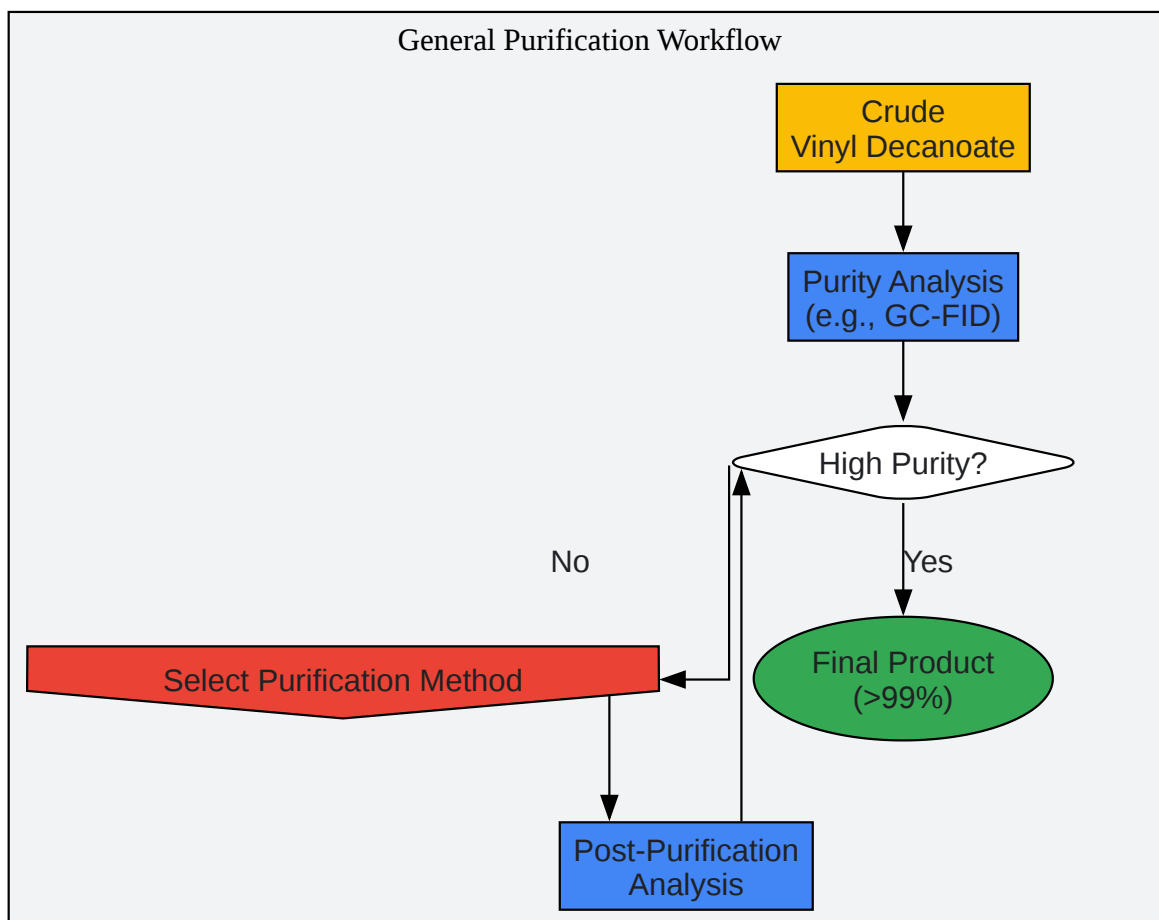 General Purification Workflow
Crude
Vinyl Decanoate
Purity Analysis
(e.g., GC-FID)
High Purity?
No
Yes
Select Purification Method
Final Product
(>99%)
Post-Purification
Analysis